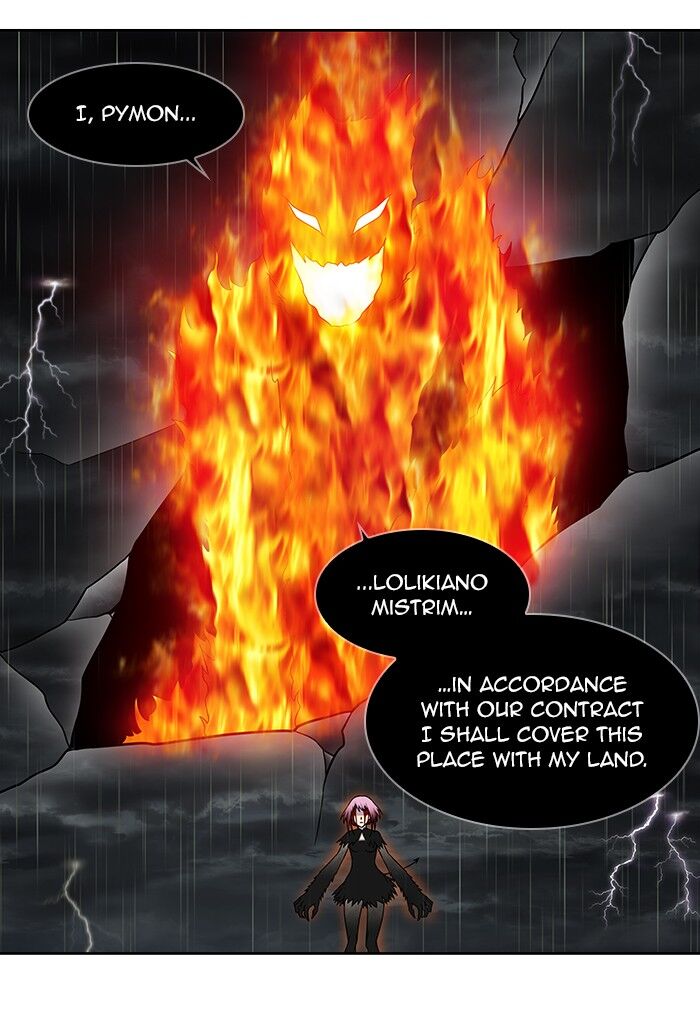 I, PYMON...
...LOLIKIANO
MISTRIM...
...IN ACCORDANCE
WITH OUR CONTRACT
I SHALL COVER THIS
PLACE WITH MY LAND.